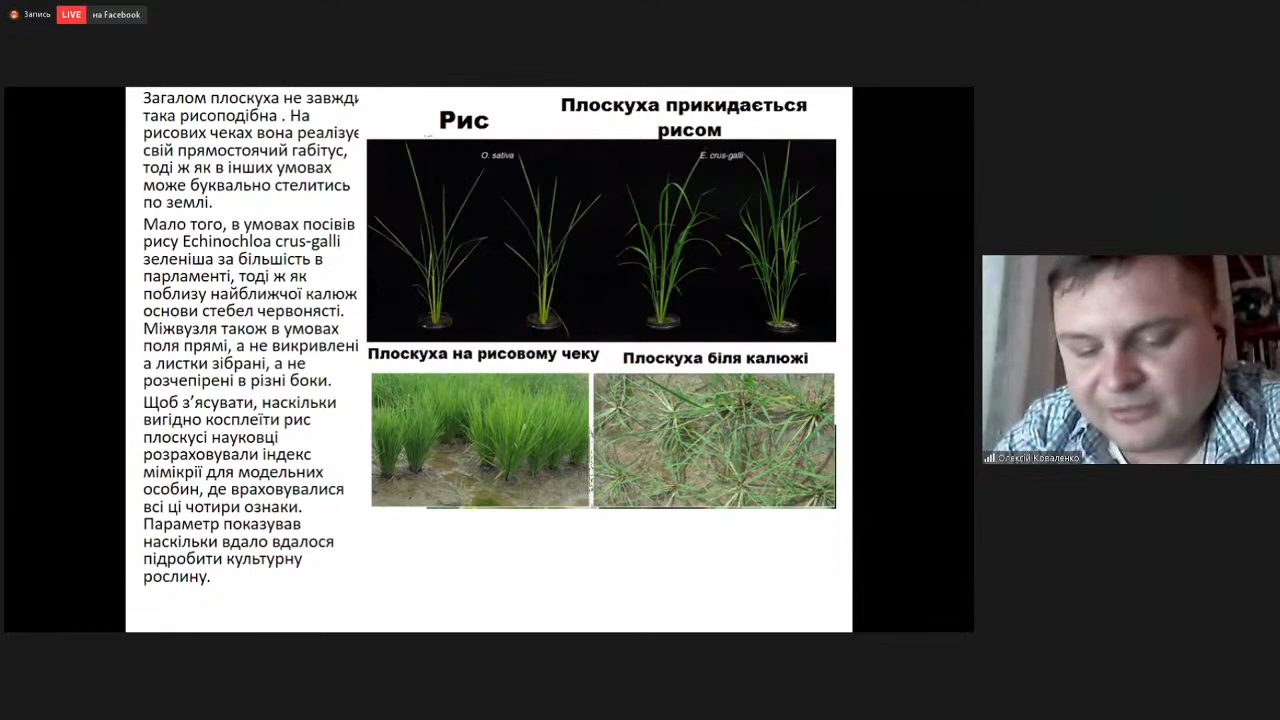 Запись
LIVE
на Facebook
Загалом плоскуха не завжди
така рисоподібна . На
рисових чеках вона реалізує
свій прямостоячий габітус,
тоді ж як в інших умовах
може буквально стелитись
по землі.
Мало того, в умовах посівів
рису Echinochloa crus-galli
зеленіша за більшість в
парламенті, тоді ж як
поблизу найближчої калюж
основи стебел червонясті.
Міжвузля також в умовах
поля прямі, а не викривлені
а листки зібрані, а не
розчепірені в різні боки.
Щоб з’ясувати, наскільки
вигідно косплеїти рис
плоскусі науковці
розраховували індекс
мімікрії для модельних
особин, де враховувалися
всі ці чотири ознаки.
Параметр показував
наскільки вдало вдалося
підробити культурну
рослину.
Рис
Плоскуха прикидається
рисом
O. sativa
E. crus-galli
Плоскуха на рисовому чеку
Плоскуха біля калюжі
Олексій Коваленко